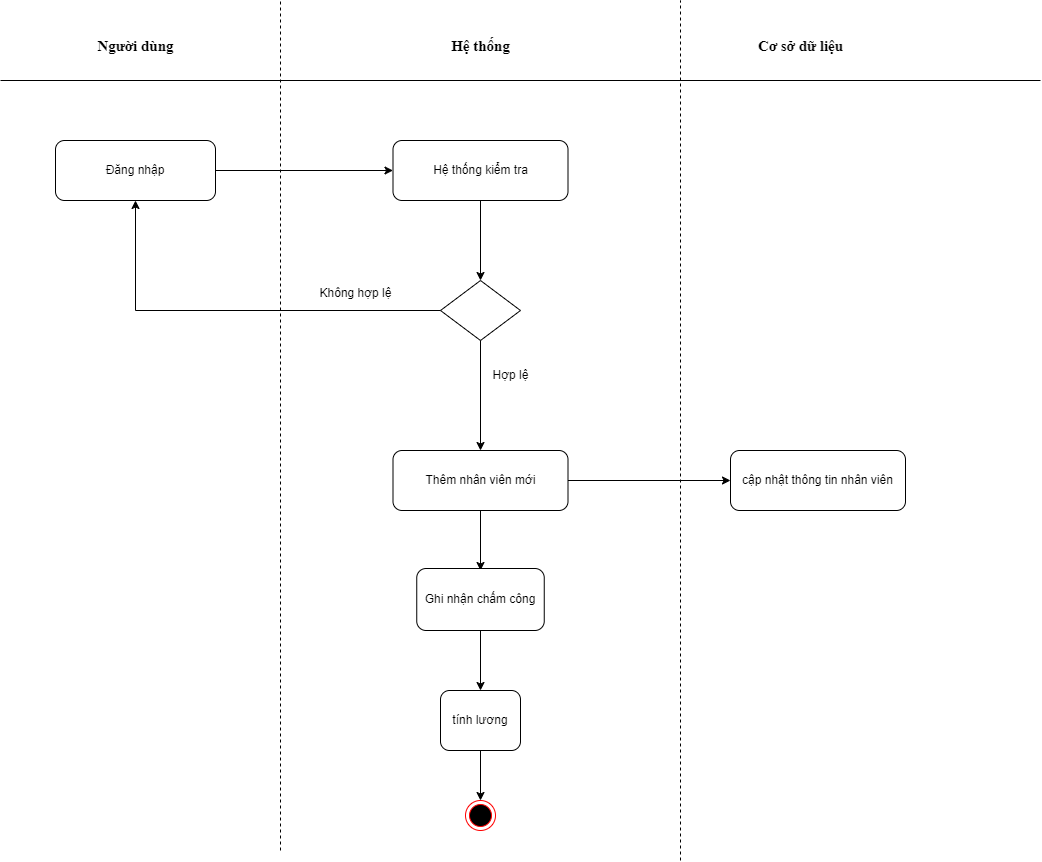 Người dùng
Hệ thống
Cơ sở dữ liệu
Đăng nhập
Hệ thống kiểm tra
Không hợp lệ
Hợp lệ
Thêm nhân viên mới
cập nhật thông tin nhân viên
Ghi nhận chấm công
tính lương